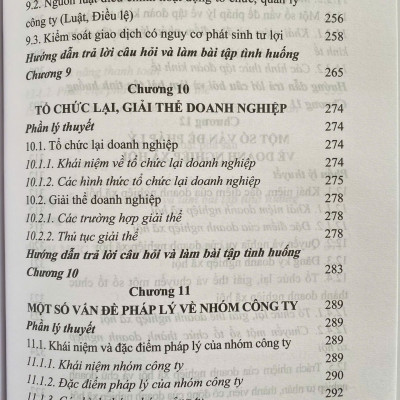 9.2. Nguồn luật điều chỉnh hoạt động tổ chức, quản lý
công ty (Luật, Điều lệ) 256
9.3. Kiểm soát giao dịch có nguy cơ phát sinh tư lợi 258
Hướng dẫn trả lời câu hỏi và làm bài tập tình huống
Chương 9 265
Chương 10
TỔ CHỨC LẠI, GIẢI THỂ DOANH NGHIỆP 274
Phần lý thuyết 274
10.1. Tổ chức lại doanh nghiệp 274
10.1.1. Khái niệm về tổ chức lại doanh nghiệp 274
10.1.2. Các hình thức tổ chức lại doanh nghiệp 275
10.2. Giải thể doanh nghiệp 278
10.2.1. Các trường hợp giải thể 278
10.2.2. Thủ tục giải thể 278
Hướng dẫn trả lời câu hỏi và làm bài tập tình huống
Chương 10 283
Chương 11
MỘT SỐ VẤN ĐỀ PHÁP LÝ VỀ NHÓM CÔNG TY 289
Phần lý thuyết 289
11.1. Khái niệm và đặc điểm pháp lý của nhóm công ty 289
11.1.1. Khái niệm nhóm công ty 289
11.1.2. Đặc điểm pháp lý của nhóm công ty 290
292